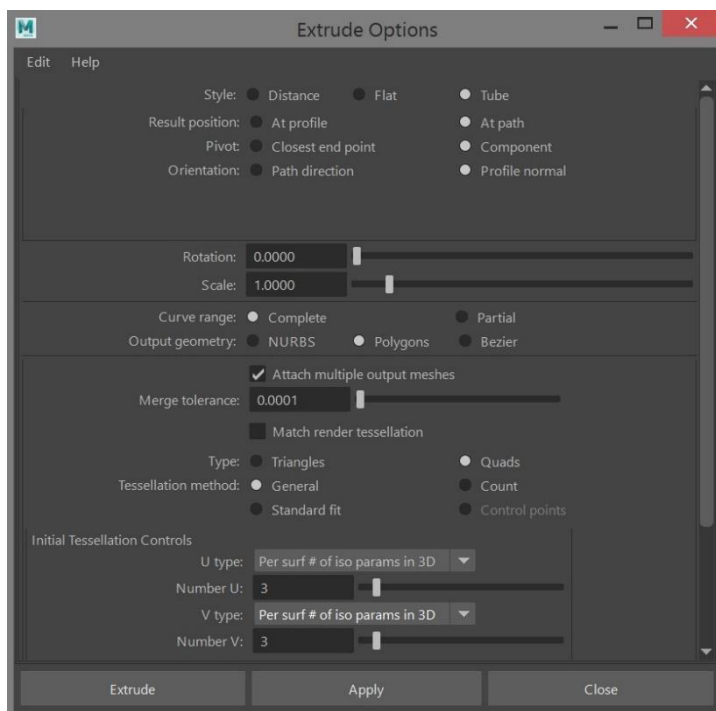 M
Extrude Options
Edit Help
Style: Distance Flat Tube
Result position: At profile At path
Pivot: Closest end point Component
Orientation: Path direction Profile normal
Rotation: 0.0000
Scale: 1.0000
Curve range: Complete Partial
Output geometry: NURBS Polygons Bezier
Attach multiple output meshes
Merge tolerance: 0.0001
Match render tessellation
Type: Triangles Quads
Tessellation method: General Count
Standard fit Control points
Initial Tessellation Controls
U type: Per surf # of iso params in 3D
Number U: 3
V type: Per surf # of iso params in 3D
Number V: 3
Extrude Apply Close